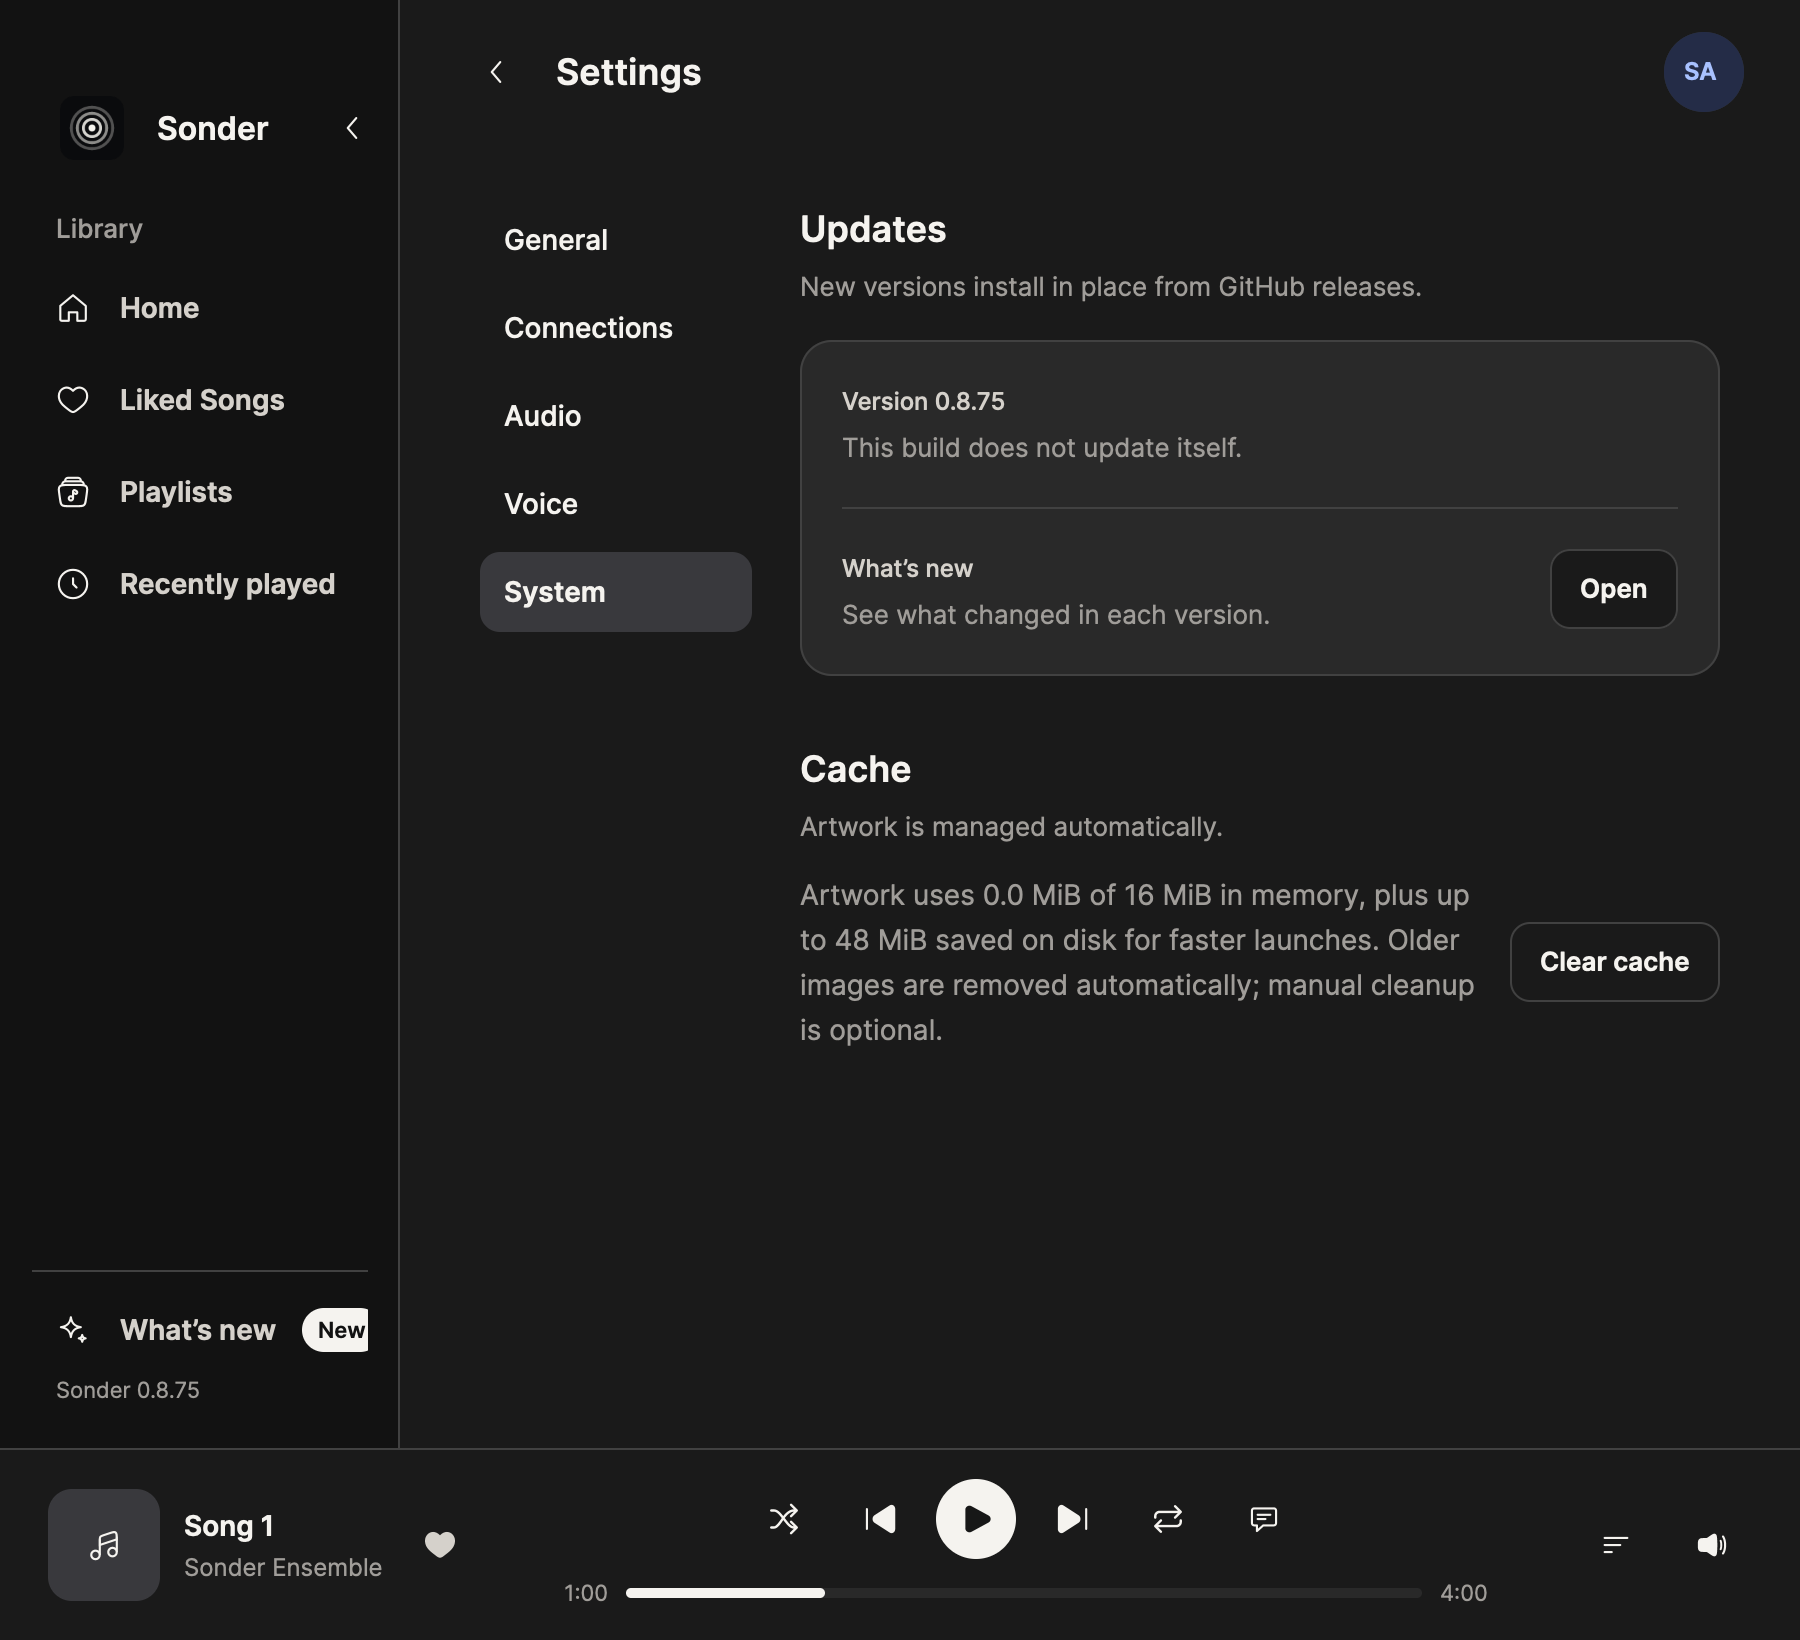 Sonder
Library
Home
Liked Songs
Playlists
Recently played
What's new
New
Sonder 0.8.75
Settings
SA
General
Connections
Audio
Voice
System
Updates
New versions install in place from GitHub releases.
Version 0.8.75
This build does not update itself.
What’s new
See what changed in each version.
Open
Cache
Artwork is managed automatically.
Artwork uses 0.0 MiB of 16 MiB in memory, plus up
to 48 MiB saved on disk for faster launches. Older
images are removed automatically; manual cleanup
is optional.
Clear cache
Song 1
Sonder Ensemble
1:00
4:00